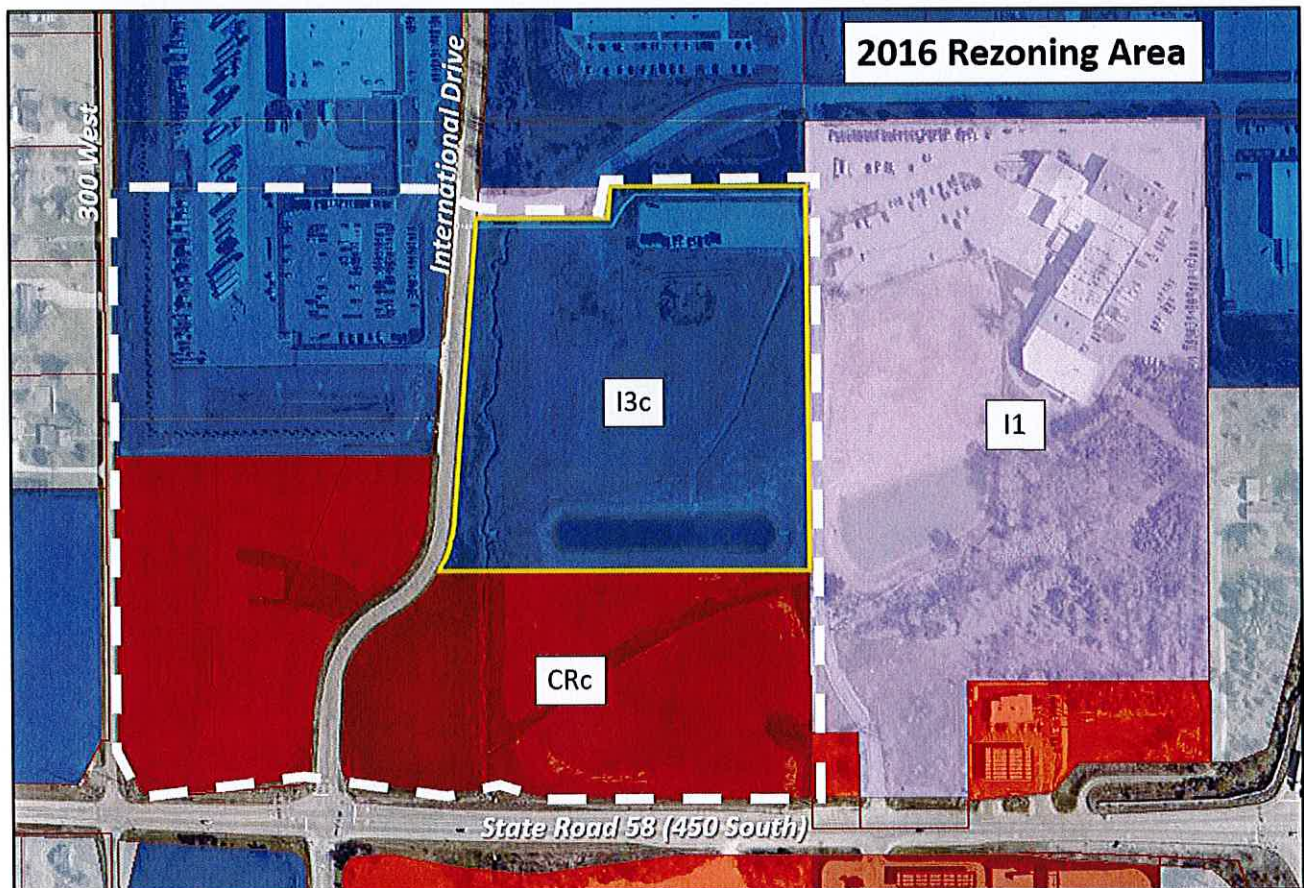 2016 Rezoning Area
300 West
International Drive
I3c
I1
CRc
State Road 58 (450 South)